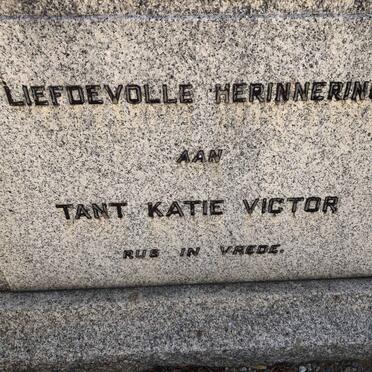 LIEFDEVOLLE HERINNERING
AAN
TANT KATIE VICTOR
RUS IN VREDE.